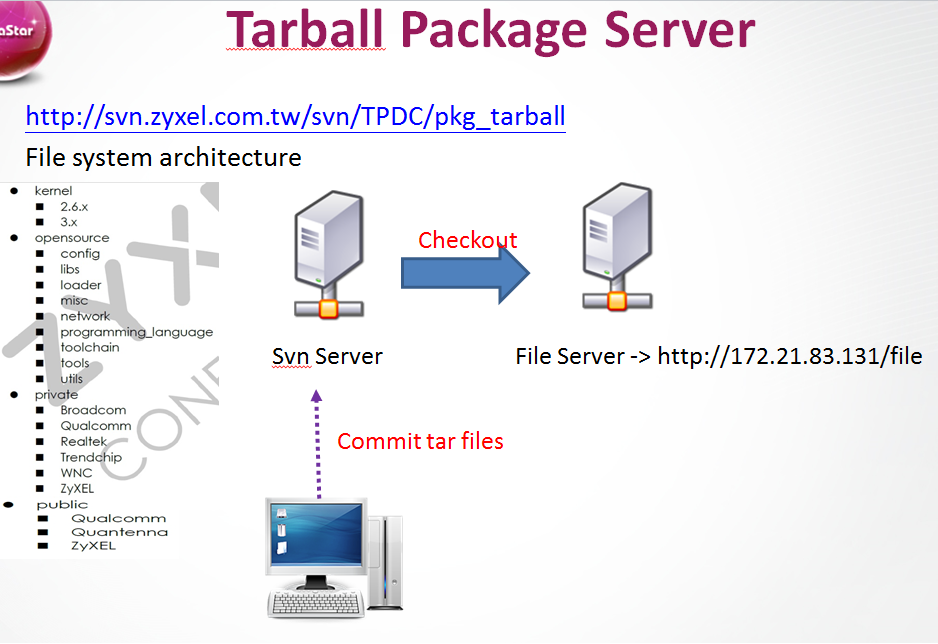 aStar
Tarball Package Server
http://svn.zyxel.com.tw/svn/TPDC/pkg_tarball
File system architecture
● kernel
■ 2.6.x
■ 3.x
● opensource
■ config
■ libs
■ loader
■ misc
■ network
■ programming_language
■ toolchain
■ tools
■ utils
● private
■ Broadcom
■ Qualcomm
■ Realtek
■ Trendchip
■ WNC
■ ZyXEL
● public
■ Qualcomm
■ Quantenna
■ ZyXEL
ZYX
CONF
Checkout
Svn Server
File Server -> http://172.21.83.131/file
Commit tar files